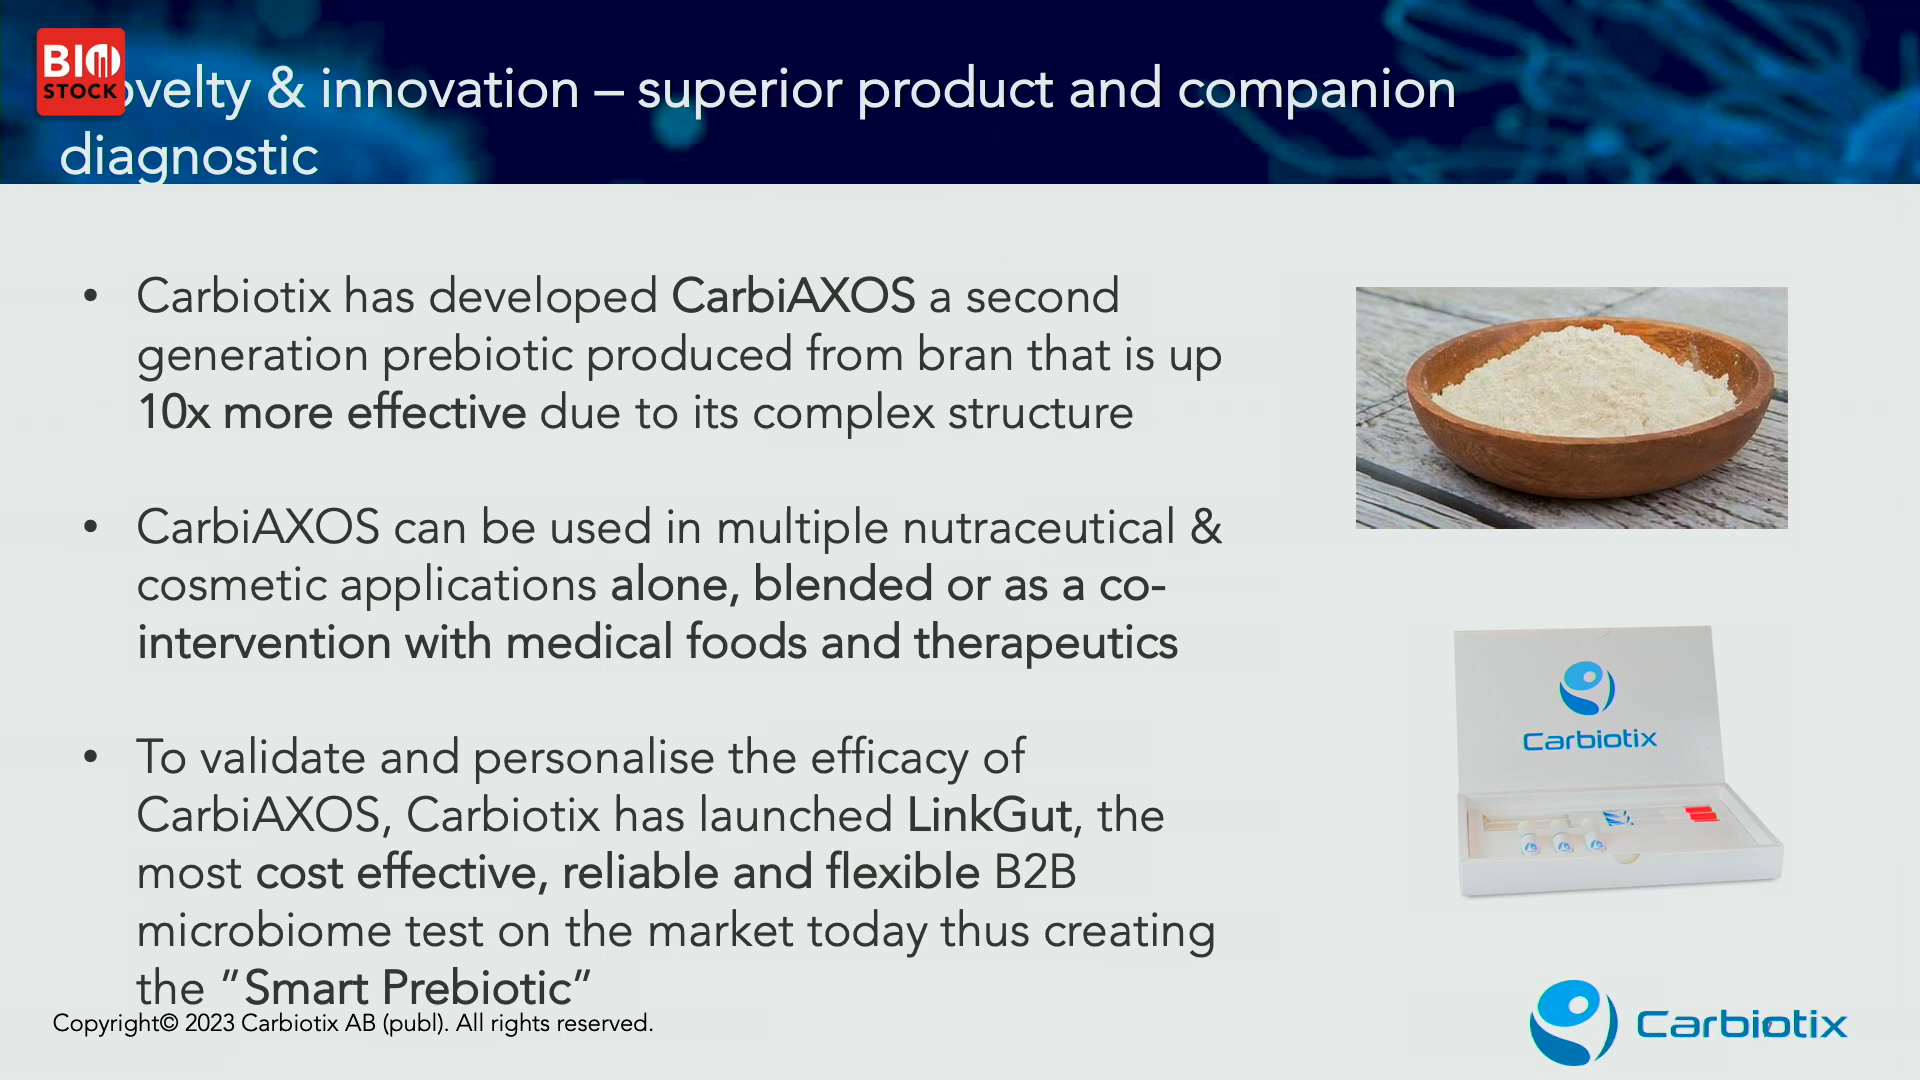 BIO
STOCK
ovelty & innovation – superior product and companion
diagnostic
• Carbiotix has developed CarbiAXOS a second
generation prebiotic produced from bran that is up
10x more effective due to its complex structure
• CarbiAXOS can be used in multiple nutraceutical &
cosmetic applications alone, blended or as a co-
intervention with medical foods and therapeutics
• To validate and personalise the efficacy of
CarbiAXOS, Carbiotix has launched LinkGut, the
most cost effective, reliable and flexible B2B
microbiome test on the market today thus creating
the ”Smart Prebiotic”
Carbiotix
Copyright© 2023 Carbiotix AB (publ). All rights reserved.
Carbiotix